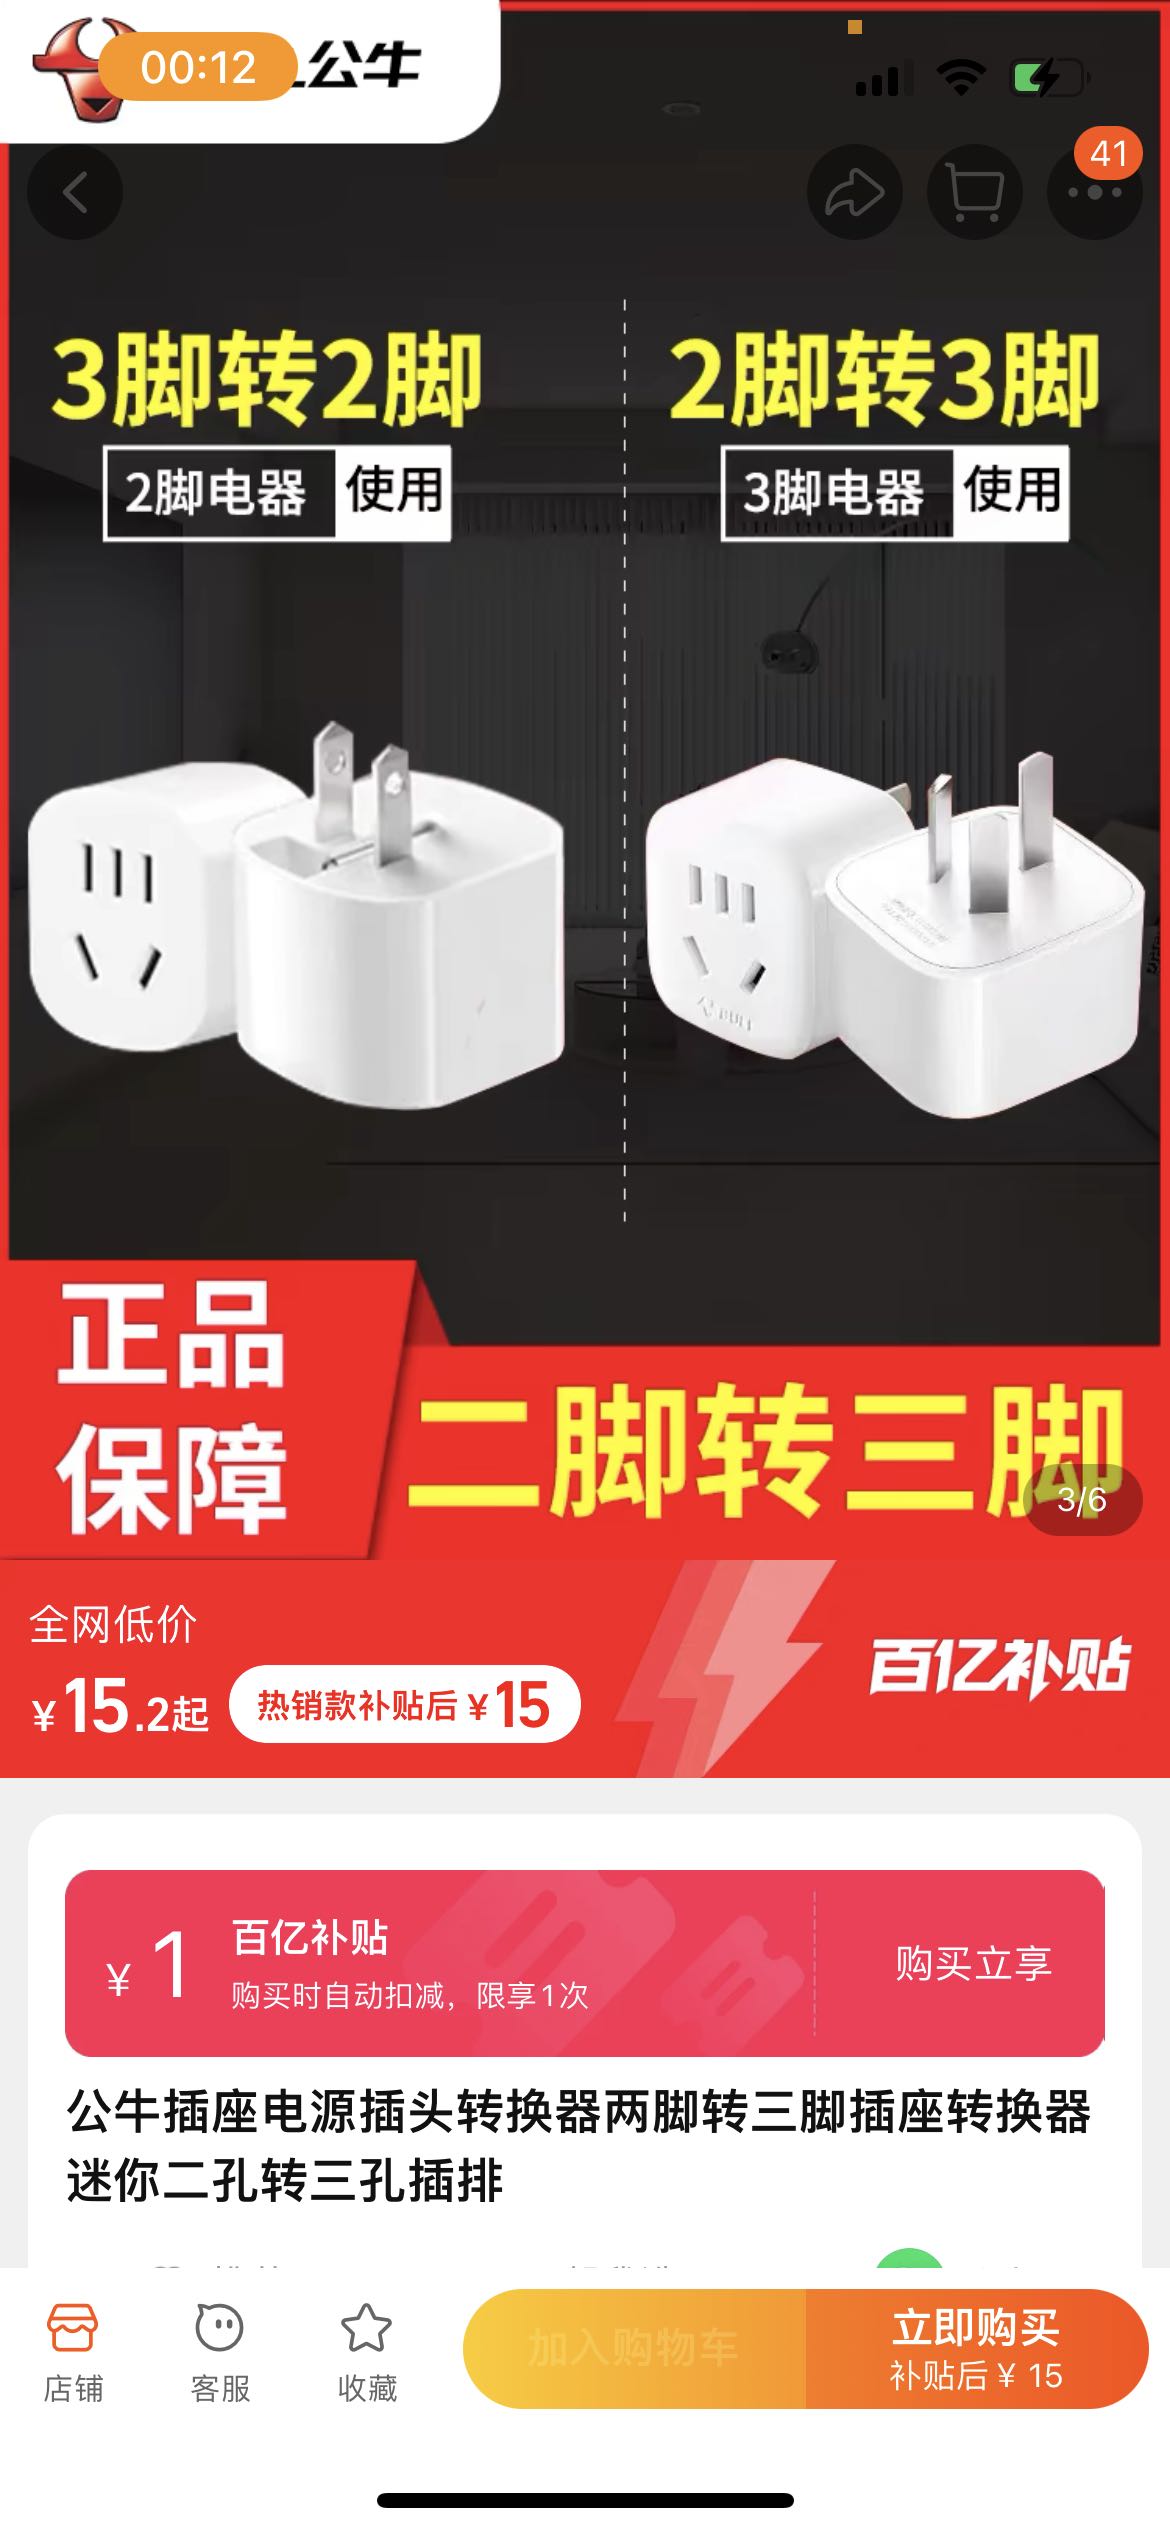 00:12
公牛
41
3脚转2脚
2脚电器 使用
2脚转3脚
3脚电器 使用
正品
保障
二脚转三脚
3/6
全网低价
¥15.2起 热销款补贴后¥15
百亿补贴
¥1
百亿补贴
购买时自动扣减，限享1次
购买立享
公牛插座电源插头转换器两脚转三脚插座转换器
迷你二孔转三孔插排
店铺
客服
收藏
加入购物车
立即购买
补贴后¥ 15